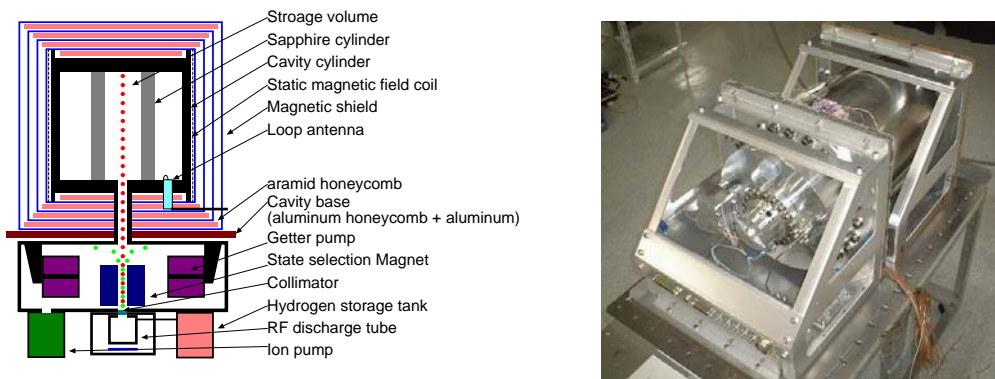 Stroage volume
Sapphire cylinder
Cavity cylinder
Static magnetic field coil
Magnetic shield
Loop antenna
aramid honeycomb
Cavity base
(aluminum honeycomb + aluminum)
Getter pump
State selection Magnet
Collimator
Hydrogen storage tank
RF discharge tube
Ion pump